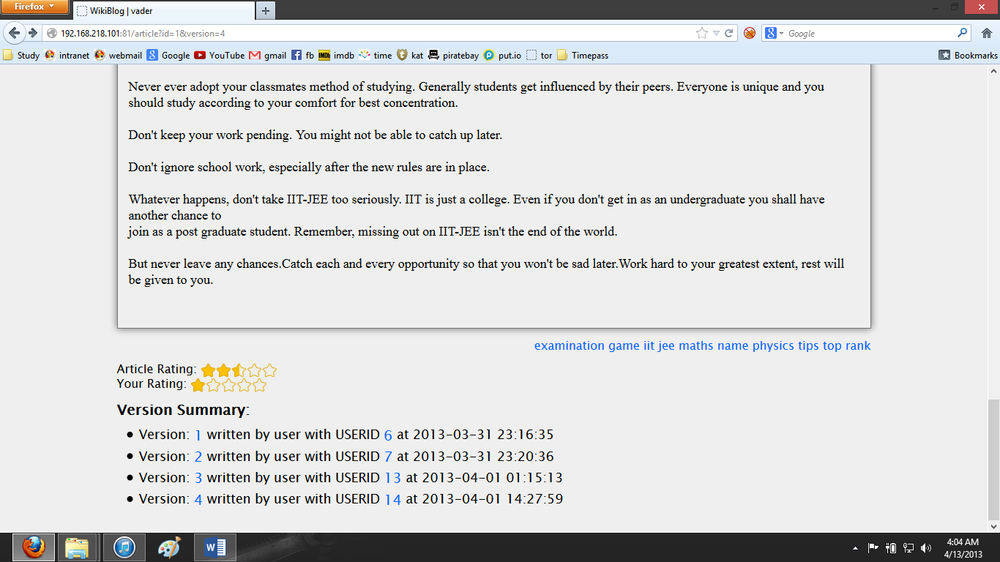 Firefox
WikiBlog | vader
192.168.218.101:81/article?id=1&version=4
Google
Study intranet webmail Google YouTube gmail fb imdb time kat piratebay put.io tor Timepass Bookmarks
Never ever adopt your classmates method of studying. Generally students get influenced by their peers. Everyone is unique and you
should study according to your comfort for best concentration.
Don't keep your work pending. You might not be able to catch up later.
Don't ignore school work, especially after the new rules are in place.
Whatever happens, don't take IIT-JEE too seriously. IIT is just a college. Even if you don't get in as an undergraduate you shall have
another chance to
join as a post graduate student. Remember, missing out on IIT-JEE isn't the end of the world.
But never leave any chances.Catch each and every opportunity so that you won't be sad later.Work hard to your greatest extent, rest will
be given to you.
examination game iit jee maths name physics tips top rank
Article Rating:
Your Rating:
Version Summary:
• Version: 1 written by user with USERID 6 at 2013-03-31 23:16:35
• Version: 2 written by user with USERID 7 at 2013-03-31 23:20:36
• Version: 3 written by user with USERID 13 at 2013-04-01 01:15:13
• Version: 4 written by user with USERID 14 at 2013-04-01 14:27:59
4:04 AM
4/13/2013